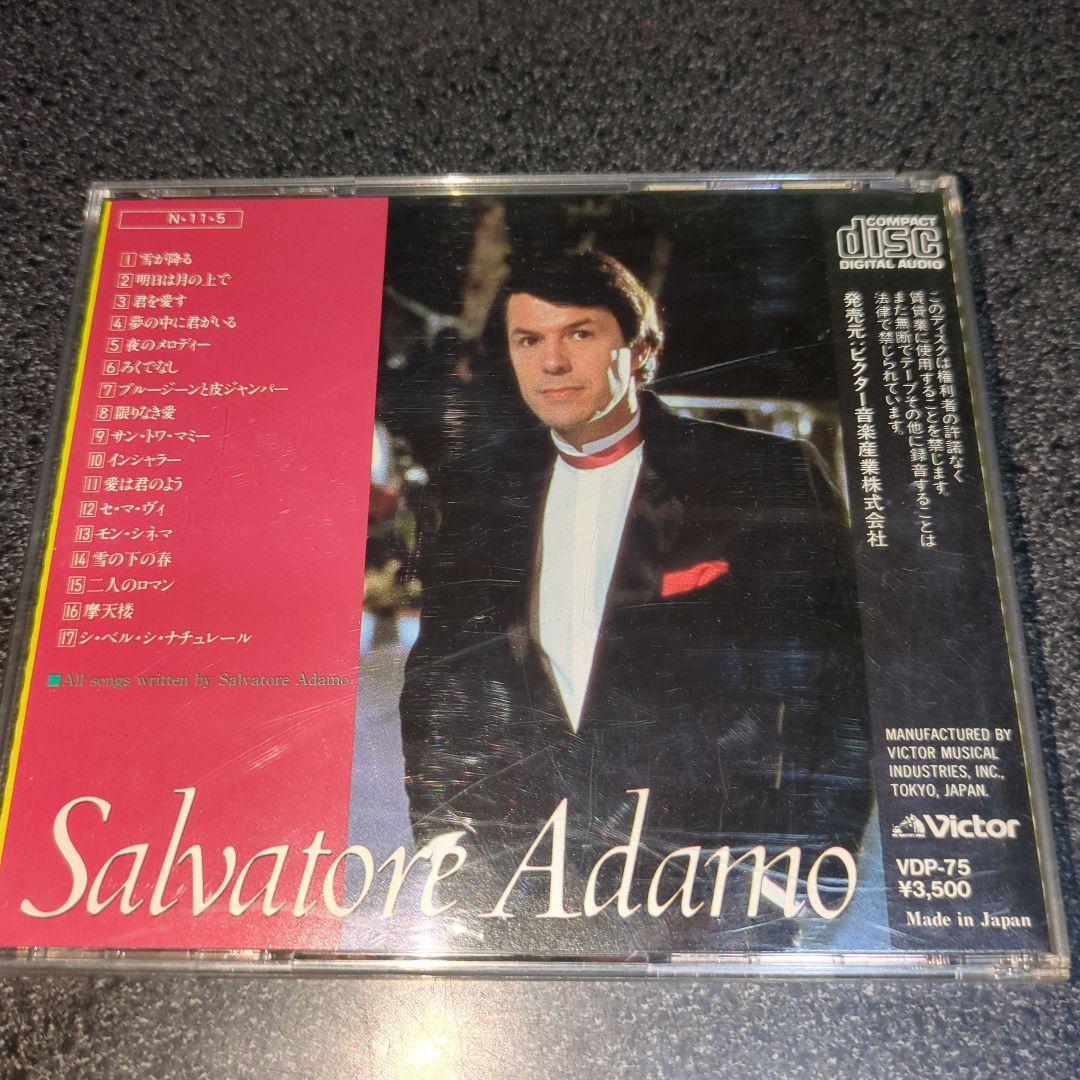 N·11·5
1 雪が降る
2 明日は月の上で
3 君を愛す
4 夢の中に君がいる
5 夜のメロディー
6 ろくでなし
7 ブルージーンと皮ジャンパー
8 限りなき愛
9 サン・トワ・マミー
10 インシャラー
11 愛は君のよう
12 セ・マ・ヴィ
13 モン・シネマ
14 雪の下の春
15 二人のロマン
16 摩天楼
17 シ・ベル・シ・ナチュレール
All songs written by Salvatore Adamo.
Salvatore Adamo
COMPACT
disc
DIGITAL AUDIO
このディスクは権利者の許諾なく
賃貸業に使用することを禁じます。
また無断でテープその他に録音することは
法律で禁じられています。
発売元:ビクター音楽産業株式会社
MANUFACTURED BY
VICTOR MUSICAL
INDUSTRIES, INC.,
TOKYO, JAPAN.
Victor
VDP-75
¥3,500
Made in Japan